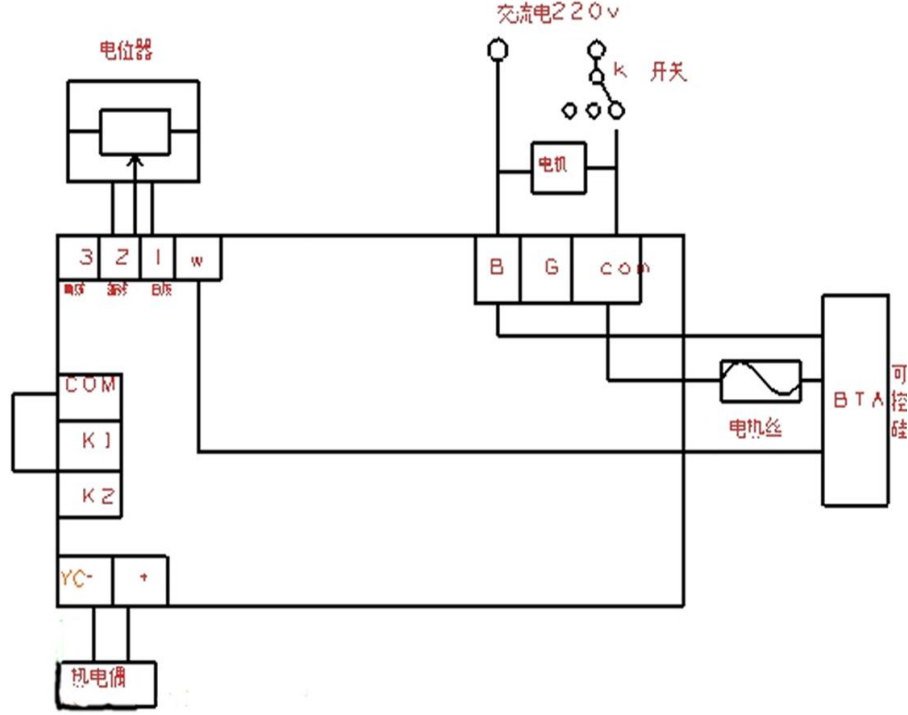 交流电220v
电位器
k 开关
电机
3 2 1 w
B G com
COM
K1
K2
BTA
可控硅
电机丝
YC- +
热电偶